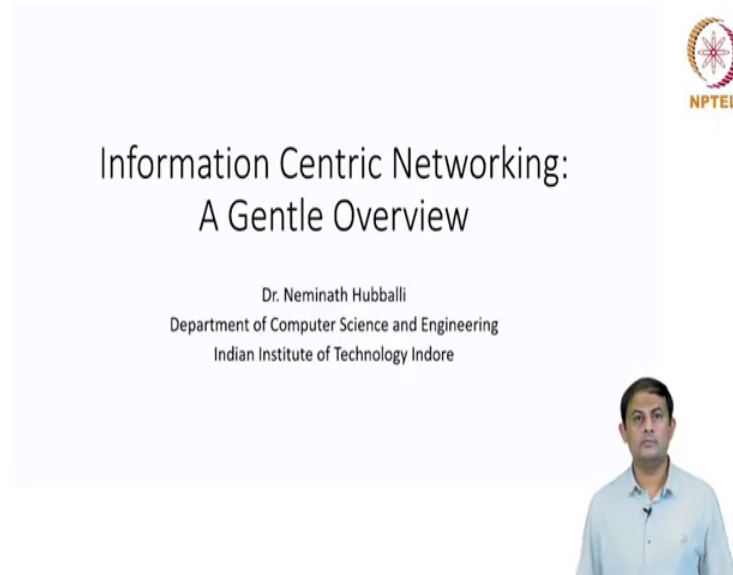 Information Centric Networking:
A Gentle Overview
Dr. Neminath Hubballi
Department of Computer Science and Engineering
Indian Institute of Technology Indore
NPTEL